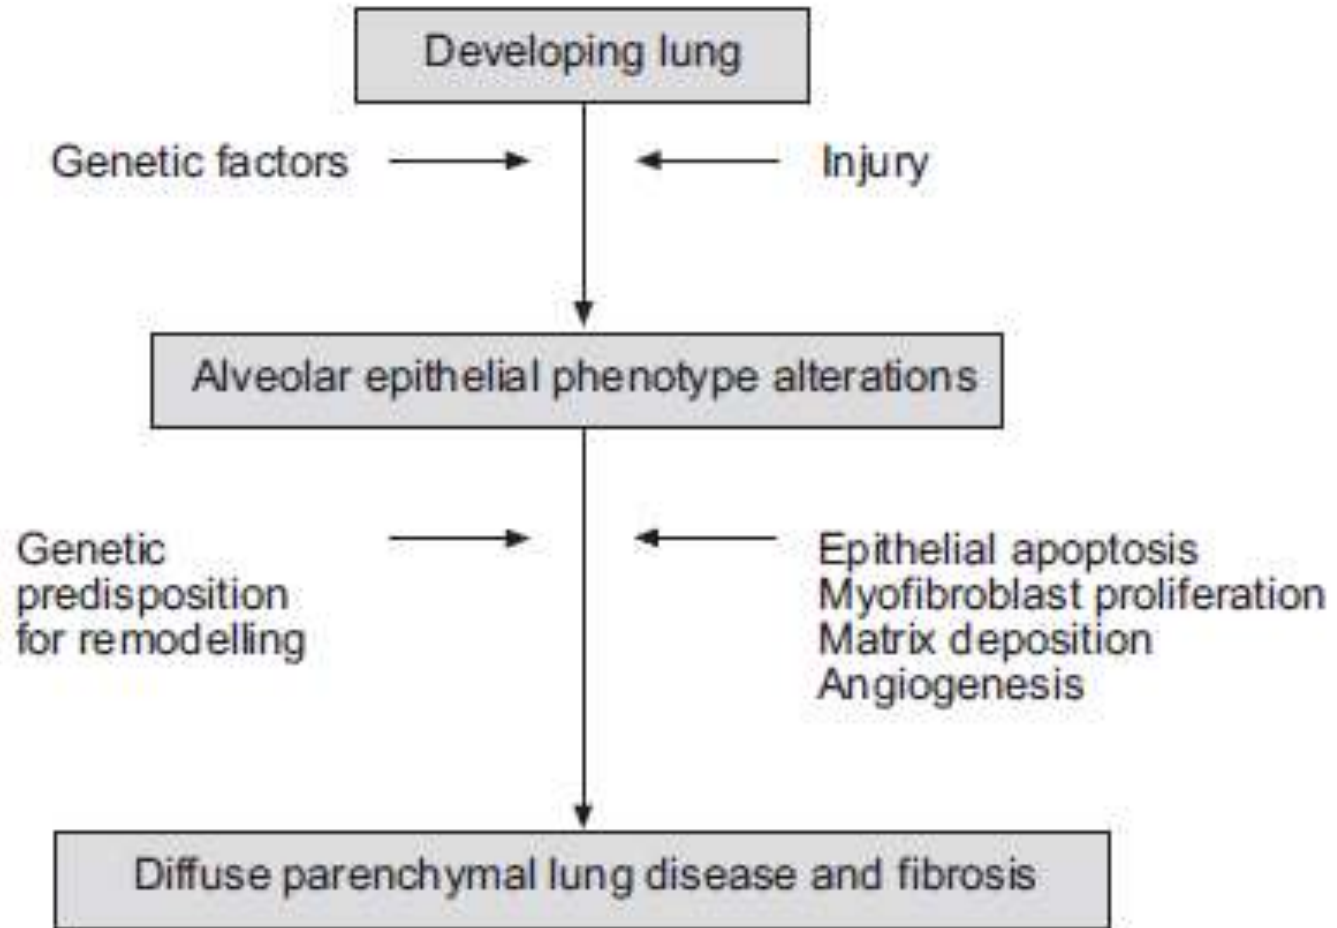 Developing lung
Genetic factors
Injury
Alveolar epithelial phenotype alterations
Genetic
predisposition
for remodelling
Epithelial apoptosis
Myofibroblast proliferation
Matrix deposition
Angiogenesis
Diffuse parenchymal lung disease and fibrosis